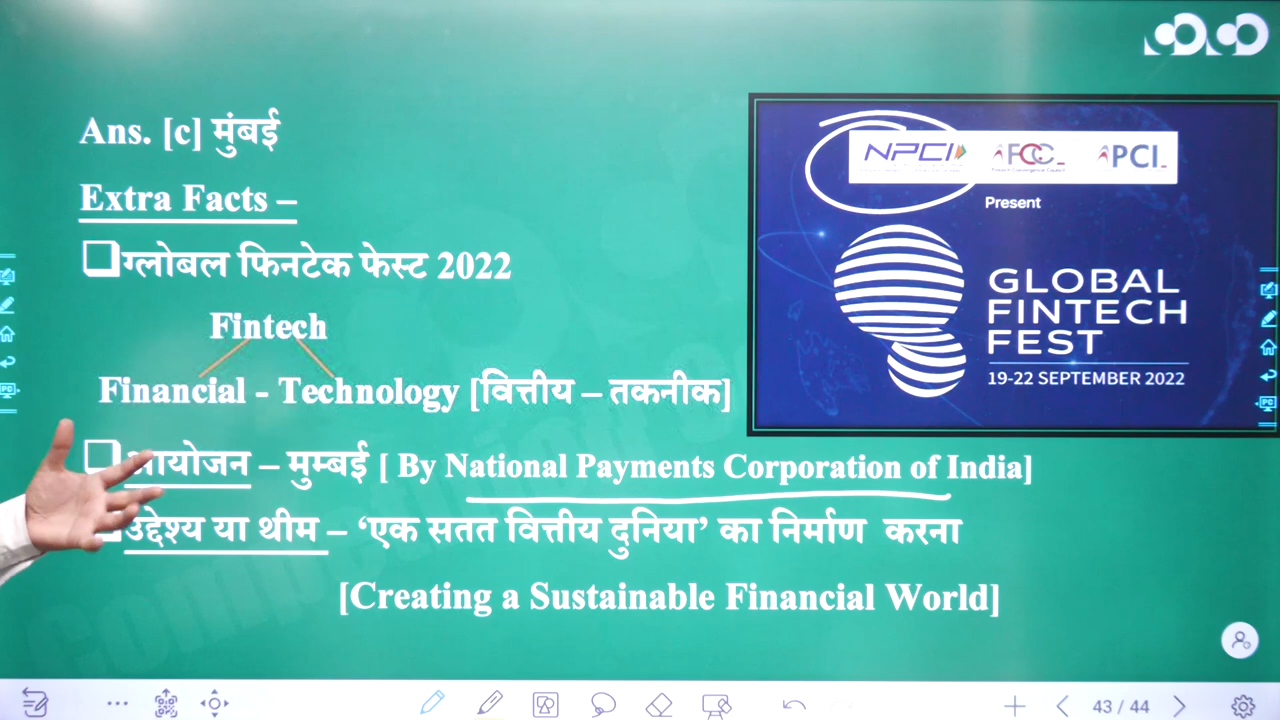 Ans. [c] मुंबई
Extra Facts –
ग्लोबल फिनटेक फेस्ट 2022
Fintech
Financial - Technology [वित्तीय – तकनीक]
आयोजन – मुम्बई [ By National Payments Corporation of India]
उद्देश्य या थीम – ‘एक सतत वित्तीय दुनिया’ का निर्माण करना
[Creating a Sustainable Financial World]
NPCI FCC PCI
Present
GLOBAL
FINTECH
FEST
19-22 SEPTEMBER 2022
43 / 44